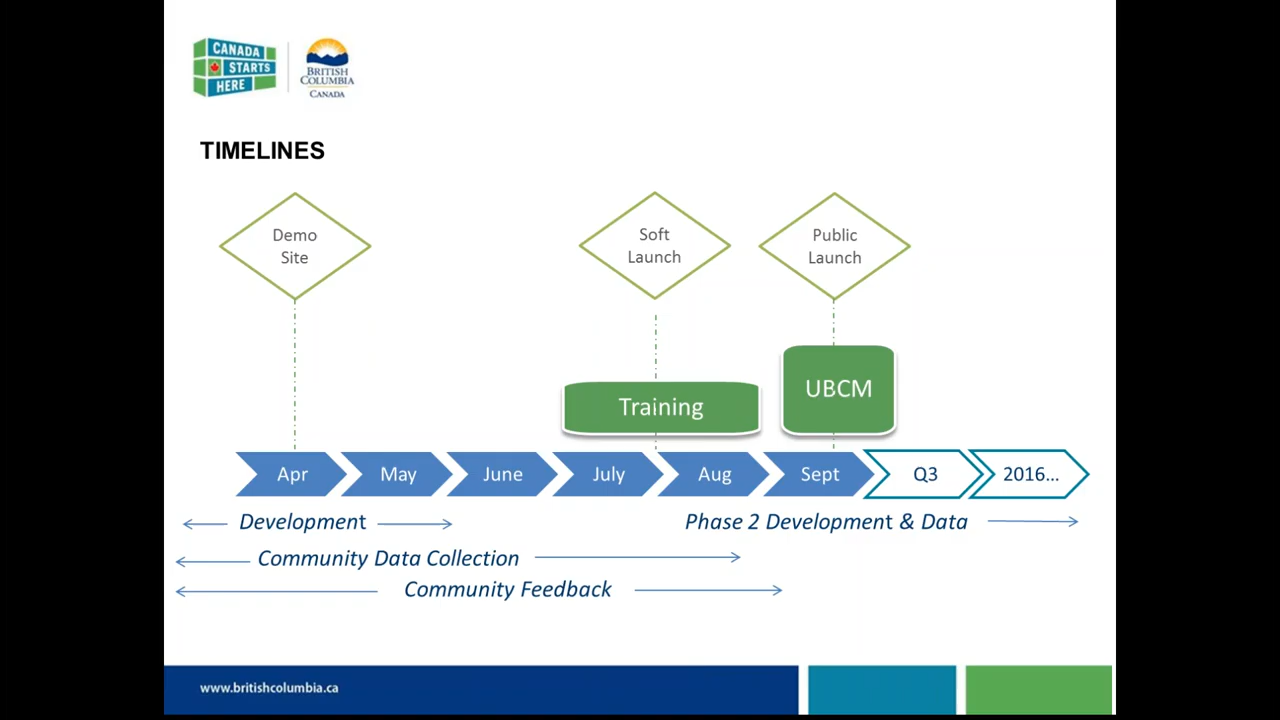 CANADA
STARTS
HERE
BRITISH
COLUMBIA
CANADA
TIMELINES
Demo
Site
Soft
Launch
Public
Launch
Training
UBCM
Apr
May
June
July
Aug
Sept
Q3
2016...
Development
Phase 2 Development & Data
Community Data Collection
Community Feedback
www.britishcolumbia.ca